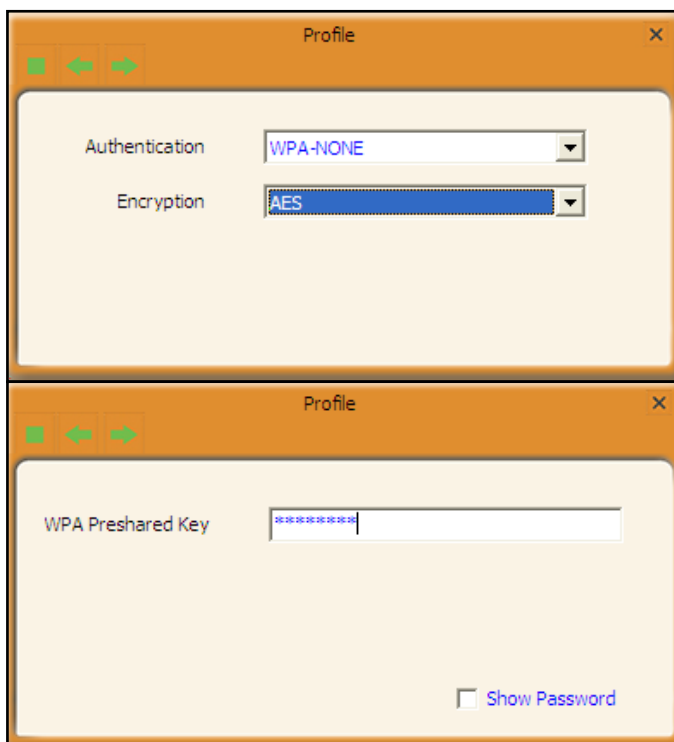 Profile
Authentication WPA-NONE
Encryption AES
Profile
WPA Preshared Key ********
Show Password